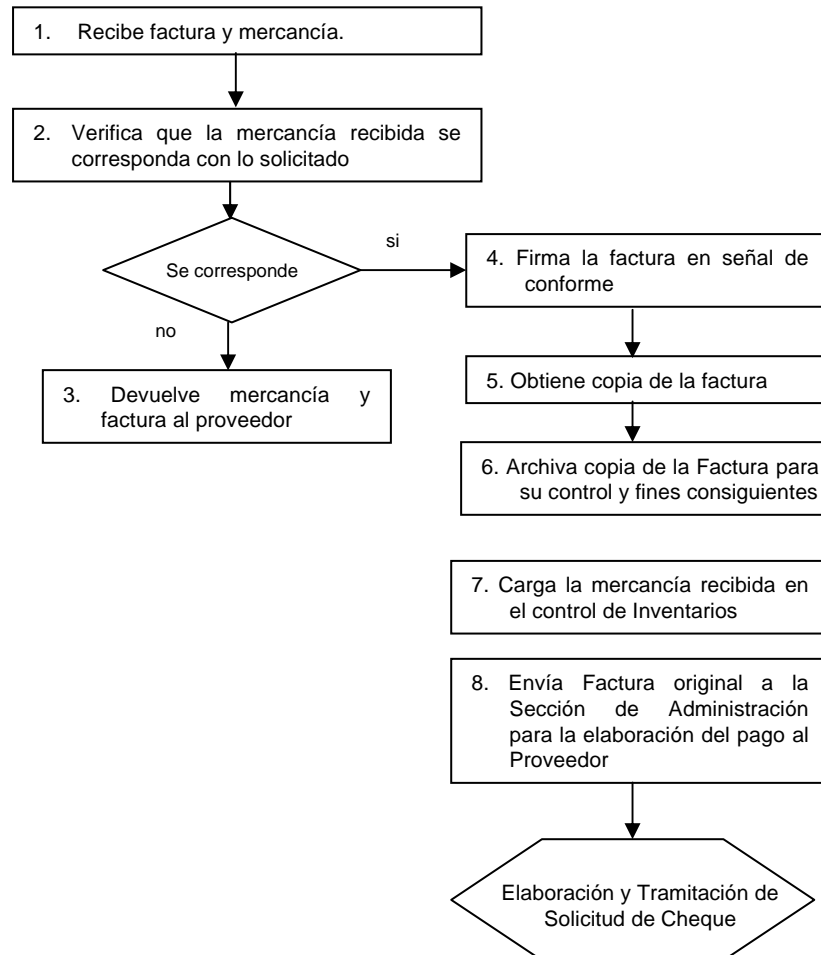 1. Recibe factura y mercancía.
2. Verifica que la mercancía recibida se
corresponda con lo solicitado
Se corresponde
si
no
3. Devuelve mercancía y
factura al proveedor
4. Firma la factura en señal de
conforme
5. Obtiene copia de la factura
6. Archiva copia de la Factura para
su control y fines consiguientes
7. Carga la mercancía recibida en
el control de Inventarios
8. Envía Factura original a la
Sección de Administración
para la elaboración del pago al
Proveedor
Elaboración y Tramitación de
Solicitud de Cheque